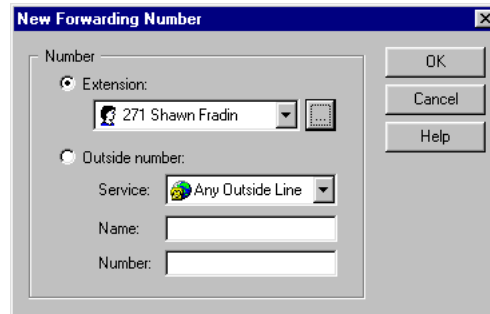 New Forwarding Number
Number
Extension:
271 Shawn Fradin
...
Outside number:
Service: Any Outside Line
Name:
Number:
OK
Cancel
Help